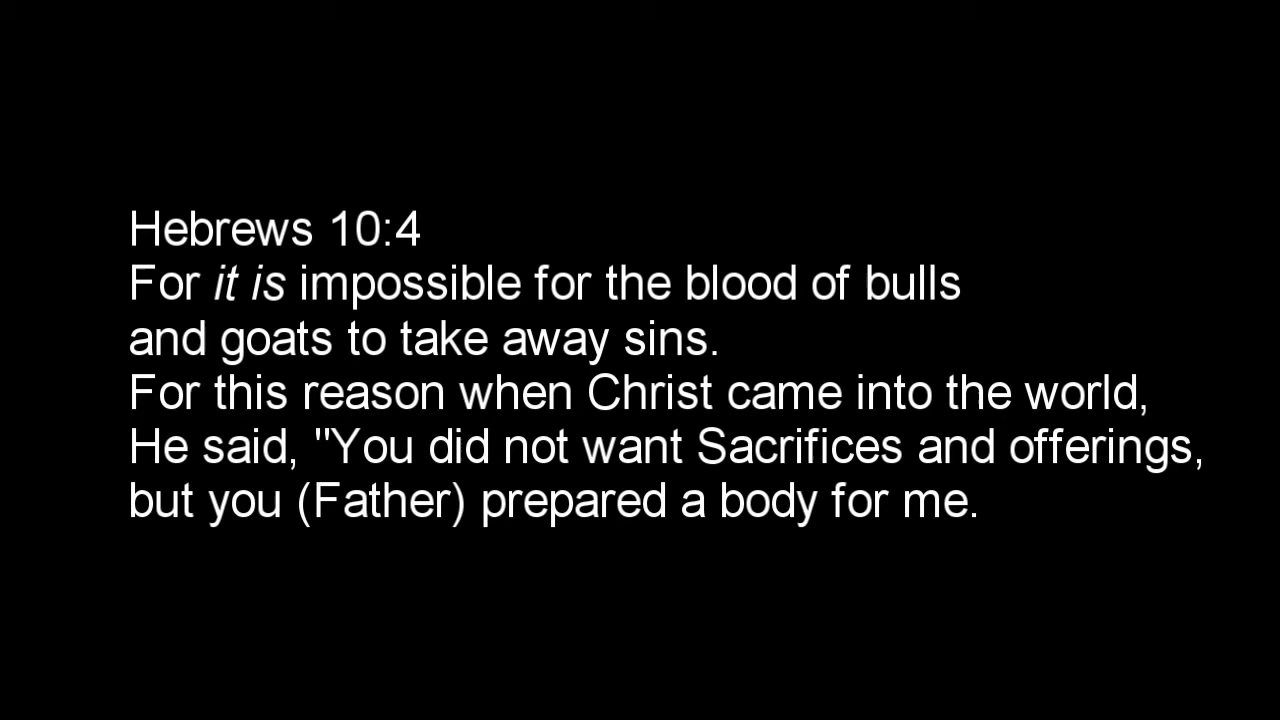 Hebrews 10:4
For it is impossible for the blood of bulls
and goats to take away sins.
For this reason when Christ came into the world,
He said, "You did not want Sacrifices and offerings,
but you (Father) prepared a body for me.